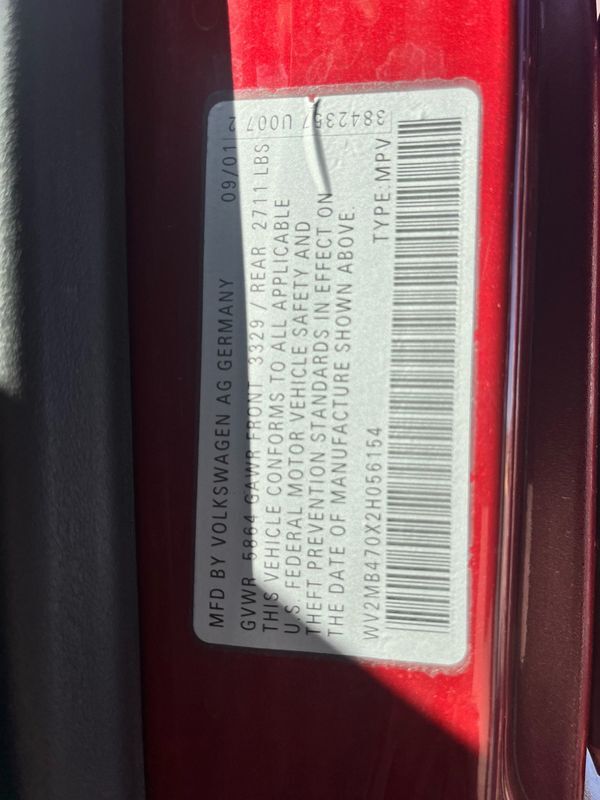 MFD BY VOLKSWAGEN AG GERMANY 09/01
GVWR 5864 GAWR FRONT 3329 / REAR 2711 LBS
THIS VEHICLE CONFORMS TO ALL APPLICABLE
U.S. FEDERAL MOTOR VEHICLE SAFETY AND
THEFT PREVENTION STANDARDS IN EFFECT ON
THE DATE OF MANUFACTURE SHOWN ABOVE.
WV2MB470X2H056154 TYPE: MPV
3842357 U007 2